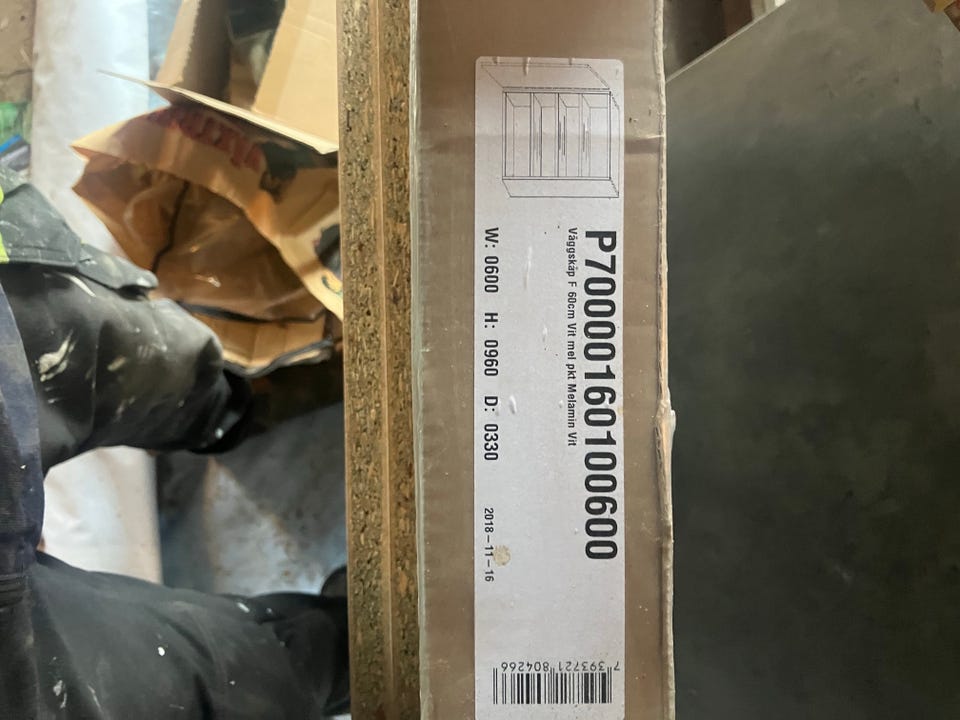 P70000160100600
Väggskåp F 60cm Vit mel pkt Melamin Vit
W: 0600 H: 0960 D: 0330
2018-11-16
7 393721 804266